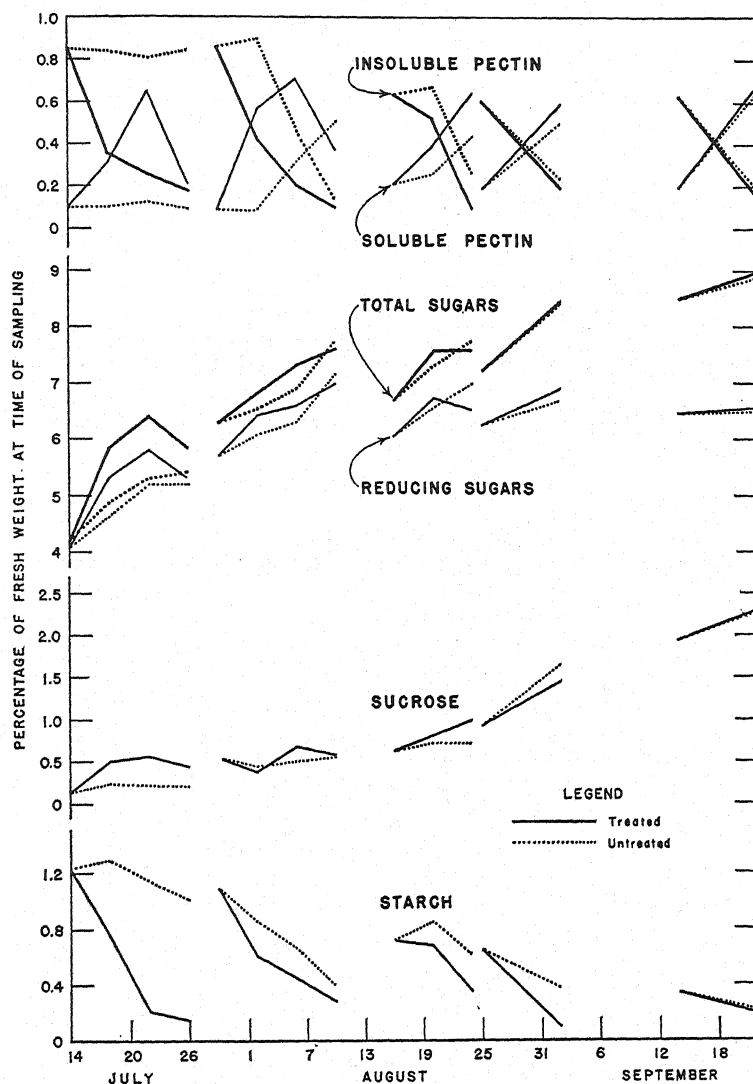 PERCENTAGE OF FRESH WEIGHT. AT TIME OF SAMPLING
1.0
0.8
0.6
0.4
0.2
0
INSOLUBLE PECTIN
SOLUBLE PECTIN
9
8
7
6
5
4
TOTAL SUGARS
REDUCING SUGARS
2.5
2.0
1.5
1.0
0.5
0
SUCROSE
LEGEND
Treated
Untreated
1.2
0.8
0.4
0
STARCH
14 20 26 1 7 13 19 25 31 6 12 18
JULY AUGUST SEPTEMBER